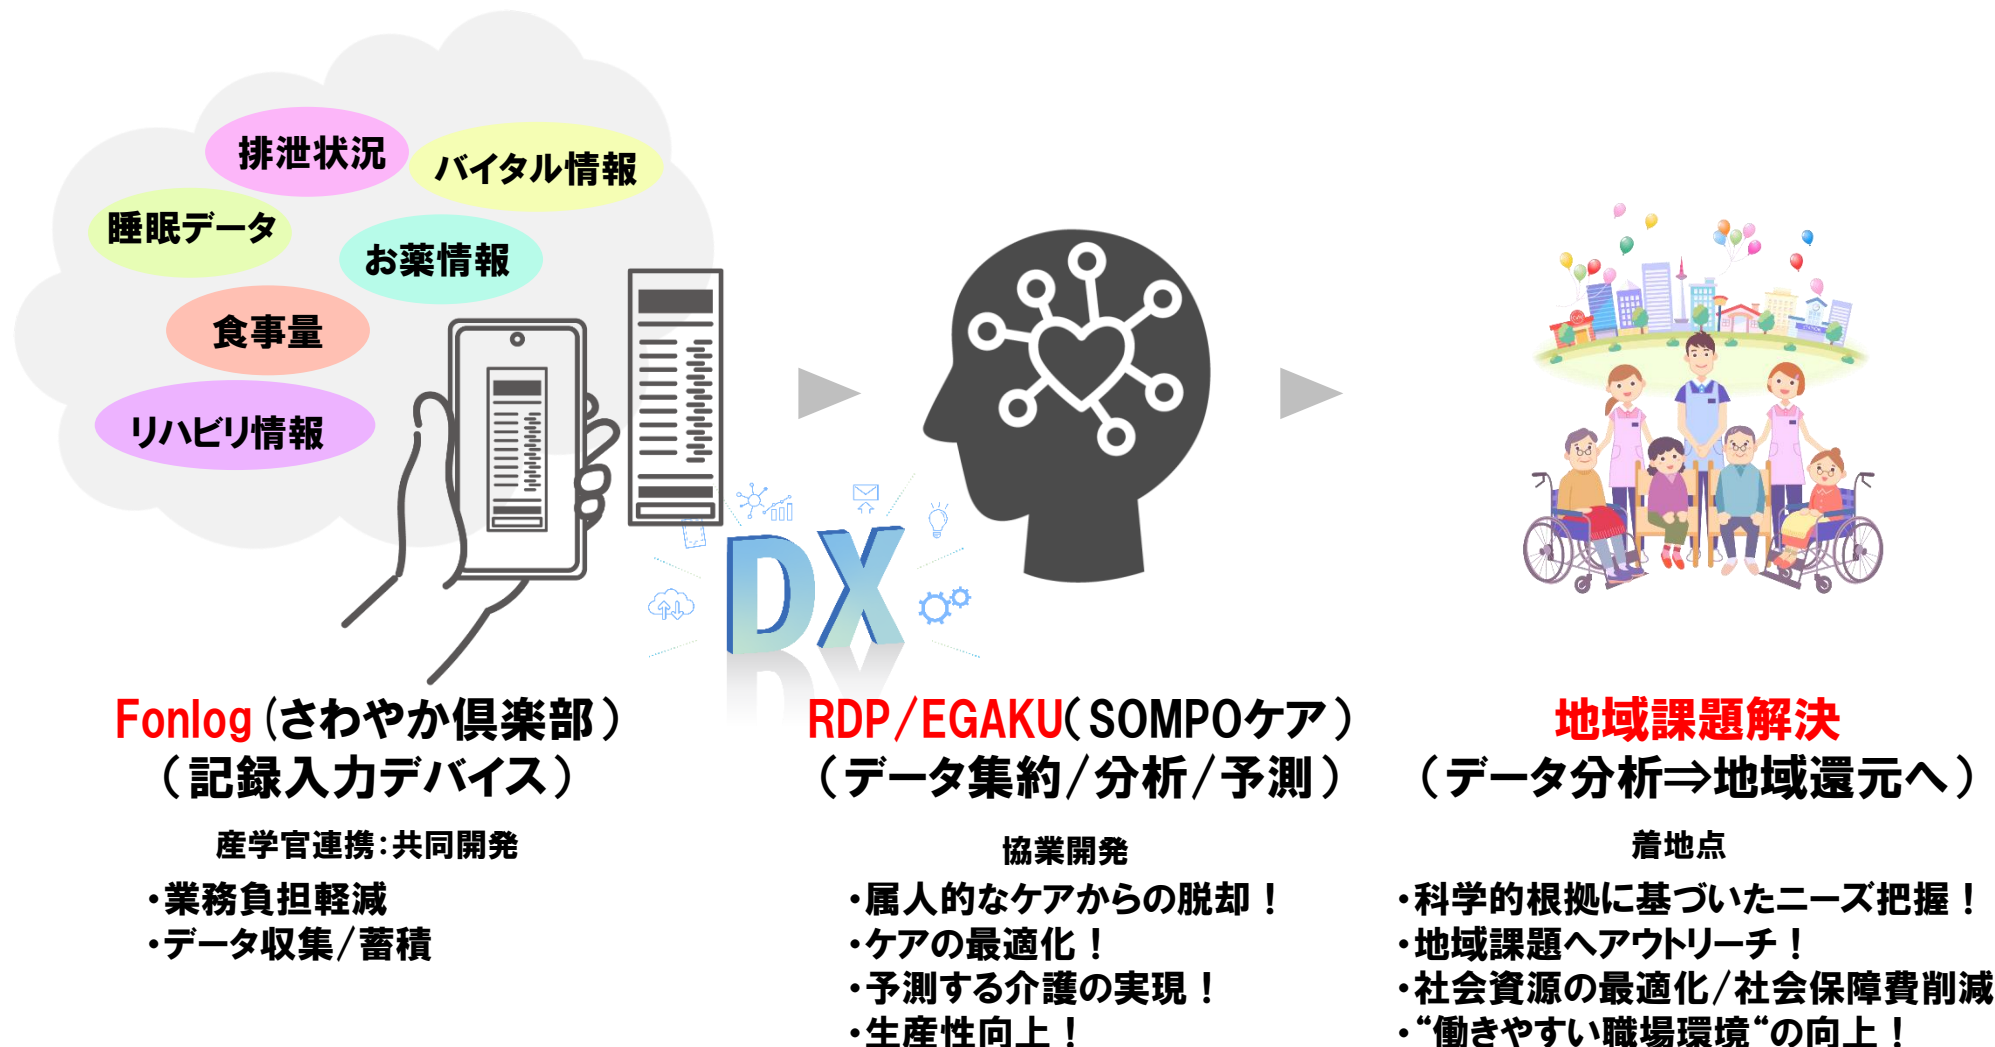 排泄状況
バイタル情報
睡眠データ
お薬情報
食事量
リハビリ情報
DX
Fonlog(さわやか倶楽部)
(記録入力デバイス)
産学官連携:共同開発
・業務負担軽減
・データ収集/蓄積
RDP/EGAKU(SOMPOケア)
(データ集約/分析/予測)
協業開発
・属人的なケアからの脱却!
・ケアの最適化!
・予測する介護の実現!
・生産性向上!
地域課題解決
(データ分析⇒地域還元へ)
着地点
・科学的根拠に基づいたニーズ把握!
・地域課題へアウトリーチ!
・社会資源の最適化/社会保障費削減
・“働きやすい職場環境“の向上!